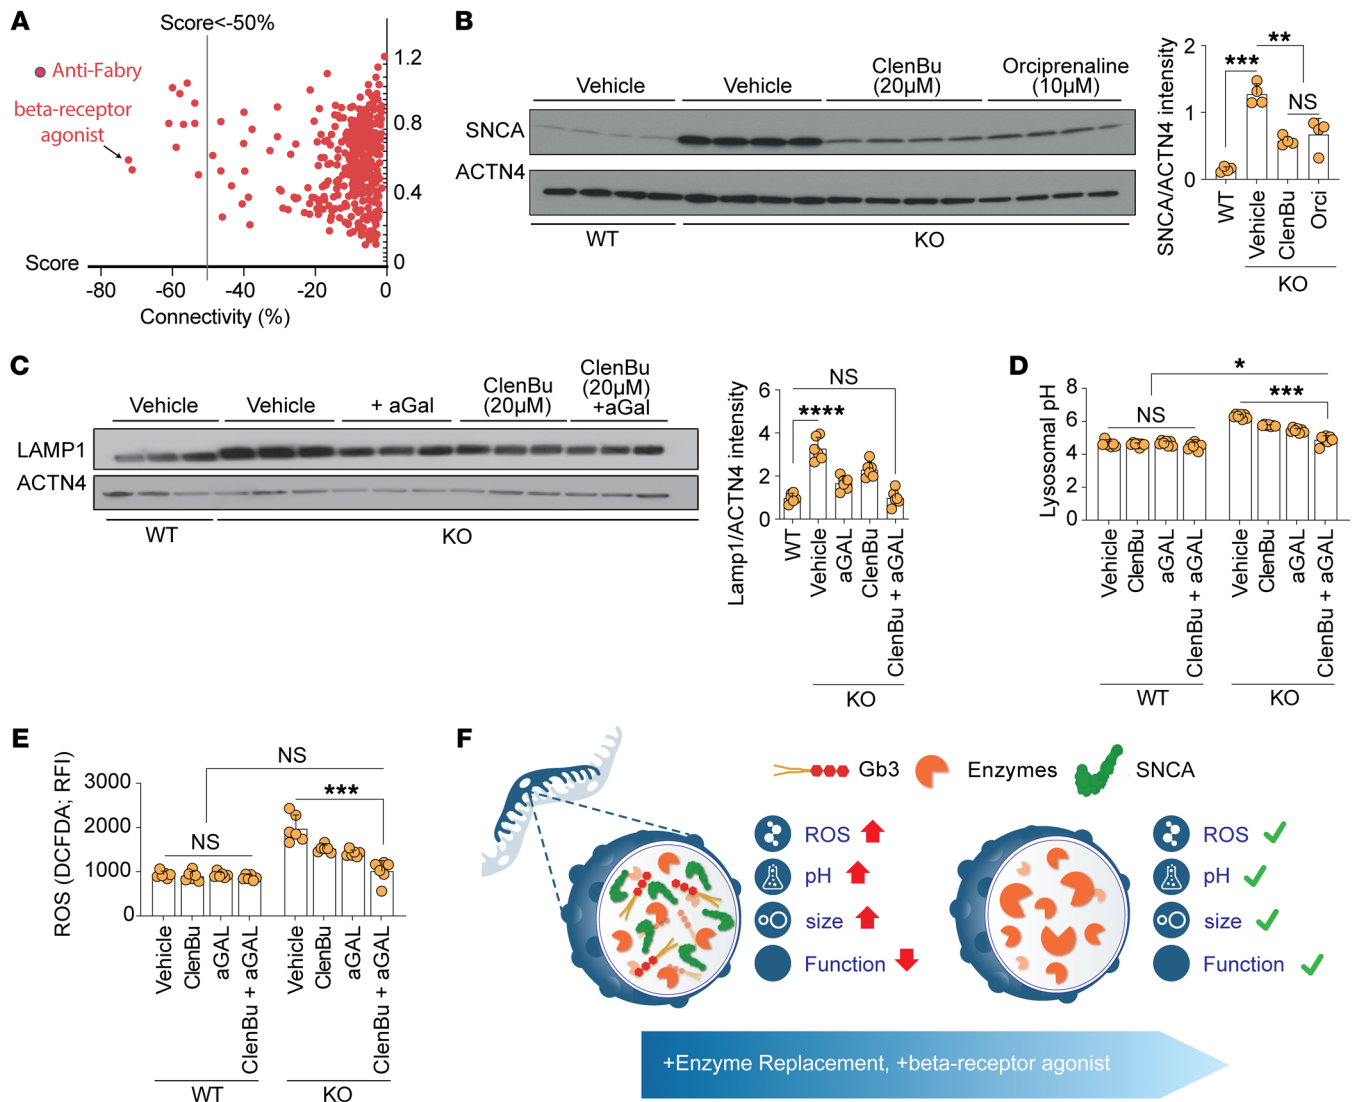 A
Score<-50%
Anti-Fabry
beta-receptor
agonist
1.2
0.8
0.4
0
Score
-80
-60
-40
-20
0
Connectivity (%)
B
Vehicle
Vehicle
ClenBu
(20µM)
Orciprenaline
(10µM)
SNCA
ACTN4
WT
KO
SNCA/ACTN4 intensity
2
1
0
***
**
NS
WT
Vehicle
ClenBu
Orci
KO
C
Vehicle
Vehicle
+ aGal
ClenBu
(20µM)
ClenBu
(20µM)
+aGal
LAMP1
ACTN4
WT
KO
Lamp1/ACTN4 intensity
6
4
2
0
NS
****
WT
Vehicle
aGAL
ClenBu
ClenBu + aGAL
KO
D
Lysosomal pH
8
6
4
2
0
*
NS
***
Vehicle
ClenBu
aGAL
ClenBu + aGAL
Vehicle
ClenBu
aGAL
ClenBu + aGAL
WT
KO
E
ROS (DCFDA; RFI)
3000
2000
1000
0
NS
NS
***
Vehicle
ClenBu
aGAL
ClenBu + aGAL
Vehicle
ClenBu
aGAL
ClenBu + aGAL
WT
KO
F
Gb3
Enzymes
SNCA
ROS
pH
size
Function
ROS
pH
size
Function
+Enzyme Replacement, +beta-receptor agonist